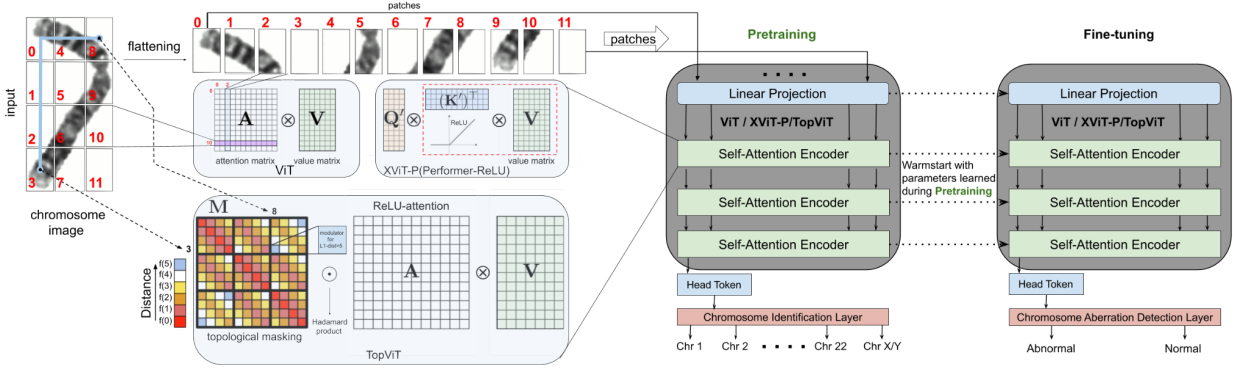 patches
0 1 2 3 4 5 6 7 8 9 10 11
flattening
patches
input
0 4 8
1 5 9
2 6 10
3 7 11
chromosome
image
0 2
0
10
A
V
attention matrix
value matrix
ViT
Q′
(K′)⊤
ReLU
V
value matrix
XViT-P(Performer-ReLU)
M
8
3
modulator
for
L1-dist=5
Distance
f(5)
f(4)
f(3)
f(2)
f(1)
f(0)
topological masking
Hadamard
product
ReLU-attention
A
V
TopViT
Pretraining
Linear Projection
ViT / XViT-P/TopViT
Self-Attention Encoder
Self-Attention Encoder
Self-Attention Encoder
Head Token
Chromosome Identification Layer
Chr 1 Chr 2 Chr 22 Chr X/Y
Warmstart with
parameters learned
during Pretraining
Fine-tuning
Linear Projection
ViT / XViT-P/TopViT
Self-Attention Encoder
Self-Attention Encoder
Self-Attention Encoder
Head Token
Chromosome Aberration Detection Layer
Abnormal Normal